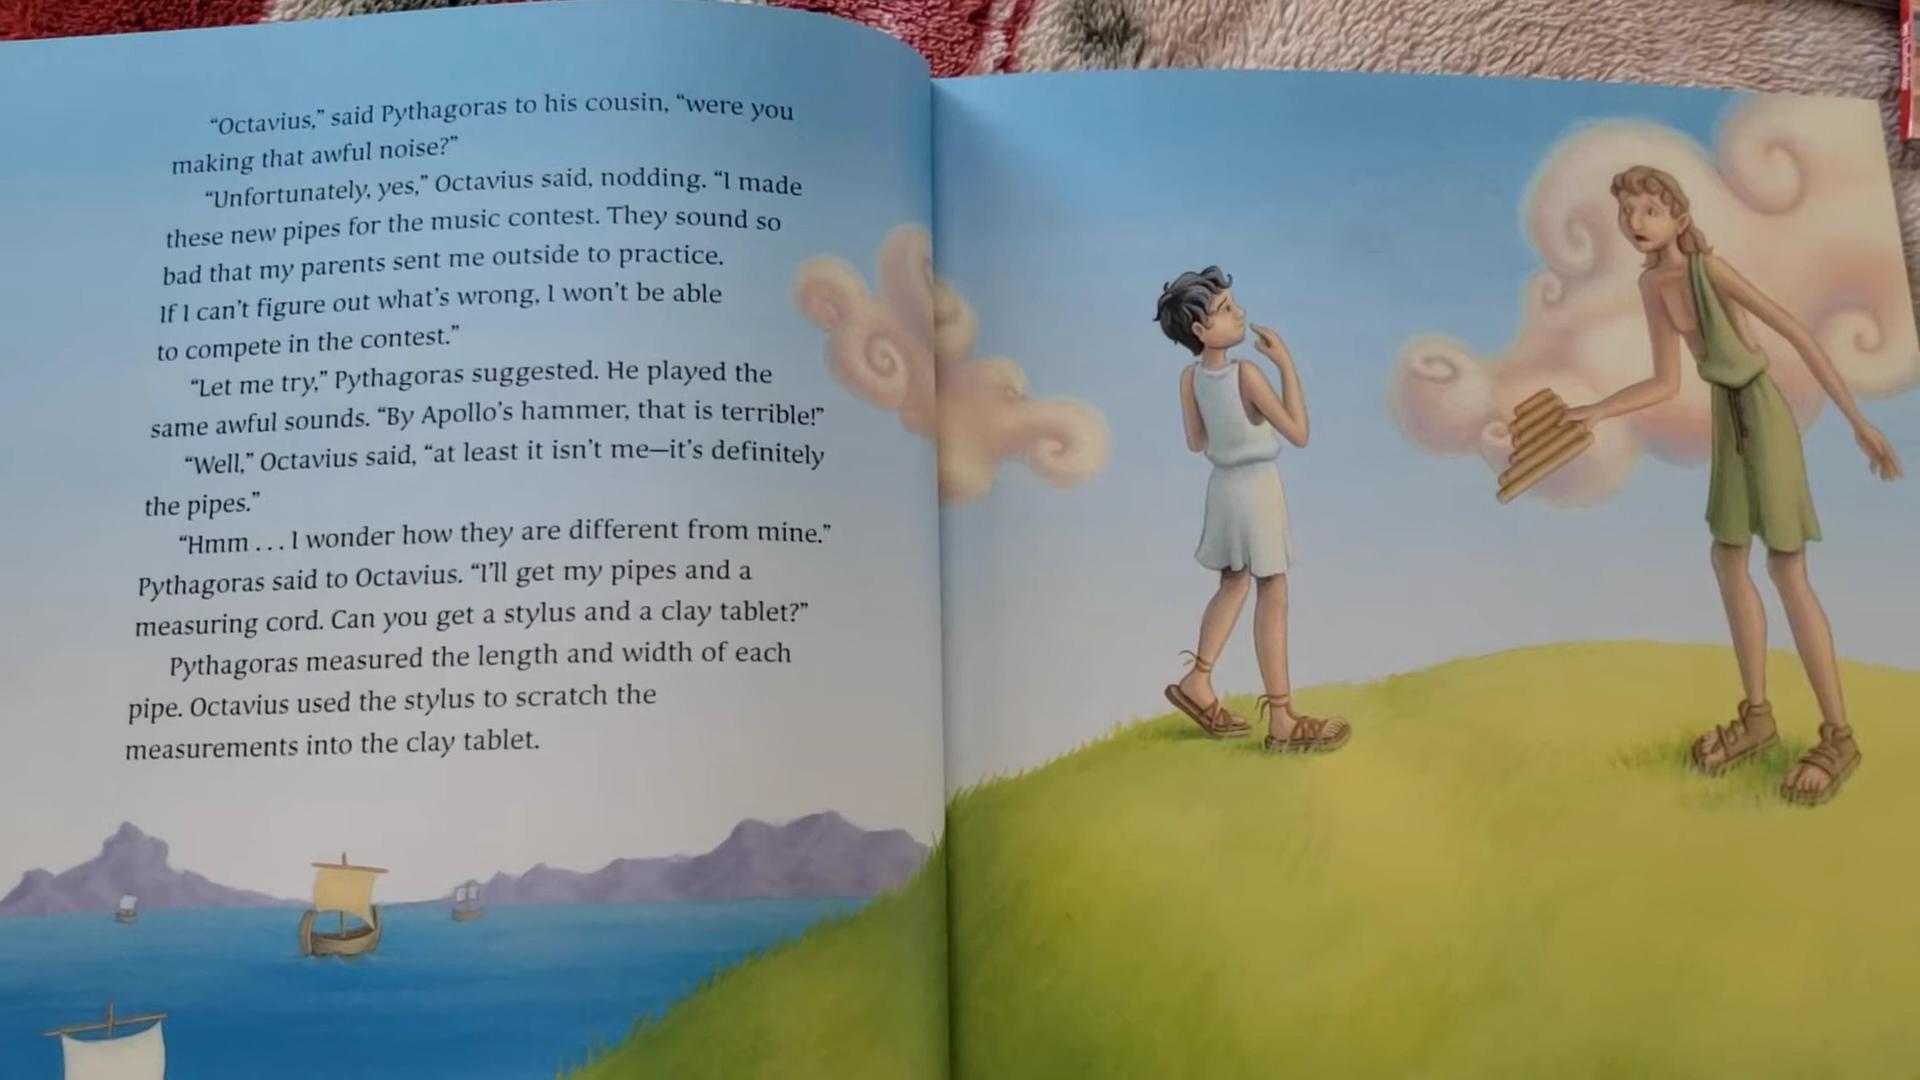 “Octavius,” said Pythagoras to his cousin, “were you
making that awful noise?”
“Unfortunately, yes,” Octavius said, nodding. “I made
these new pipes for the music contest. They sound so
bad that my parents sent me outside to practice.
If I can’t figure out what’s wrong, I won’t be able
to compete in the contest.”
“Let me try,” Pythagoras suggested. He played the
same awful sounds. “By Apollo’s hammer, that is terrible!”
“Well,” Octavius said, “at least it isn’t me—it’s definitely
the pipes.”
“Hmm . . . I wonder how they are different from mine.”
Pythagoras said to Octavius. “I’ll get my pipes and a
measuring cord. Can you get a stylus and a clay tablet?”
Pythagoras measured the length and width of each
pipe. Octavius used the stylus to scratch the
measurements into the clay tablet.